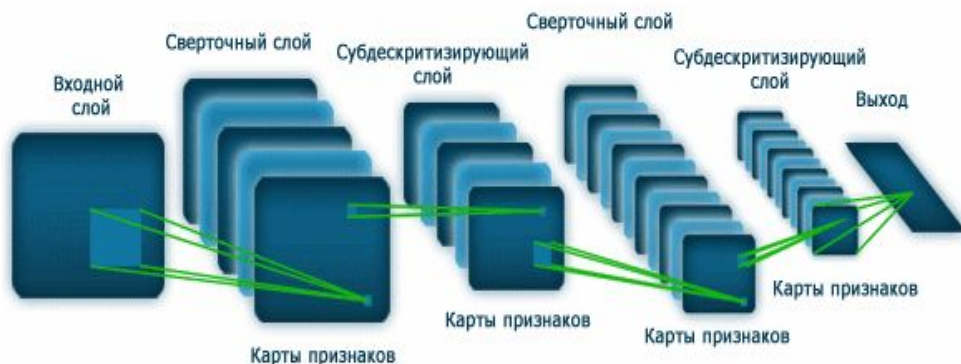 Входной
слой
Сверточный слой
Субдескритизирующий
слой
Сверточный слой
Субдескритизирующий
слой
Выход
Карты признаков
Карты признаков
Карты признаков
Карты признаков